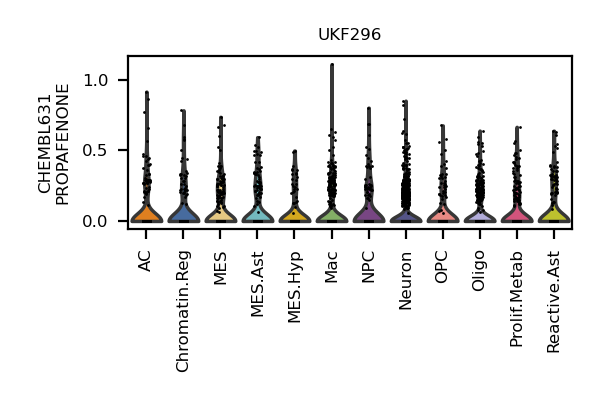 UKF296
CHEMBL631
PROPAFENONE
1.0
0.5
0.0
AC
Chromatin.Reg
MES
MES.Ast
MES.Hyp
Mac
NPC
Neuron
OPC
Oligo
Prolif.Metab
Reactive.Ast